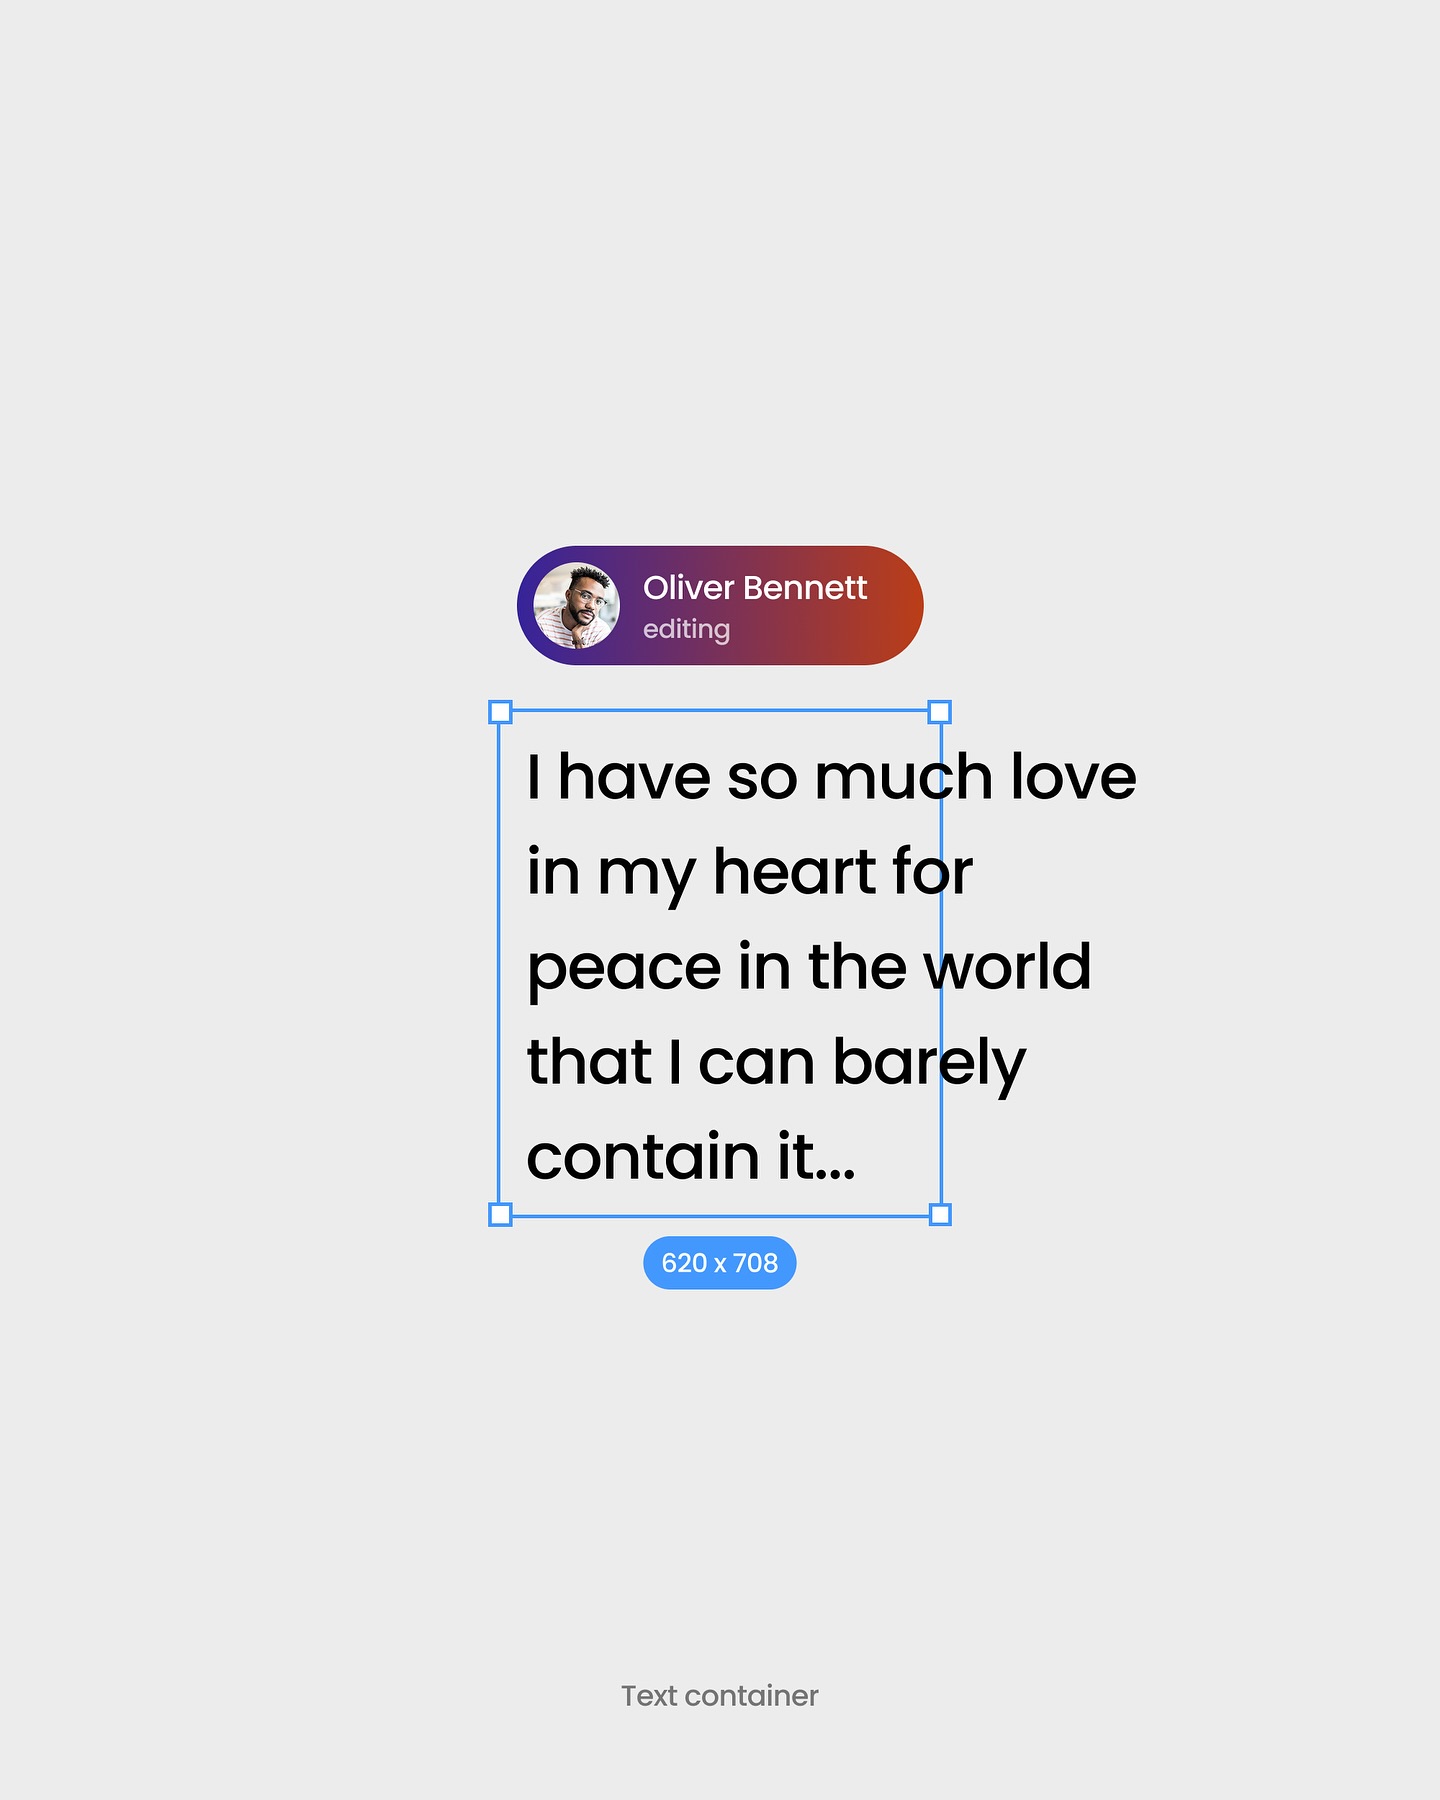 Oliver Bennett
editing
I have so much love
in my heart for
peace in the world
that I can barely
contain it...
620 x 708
Text container